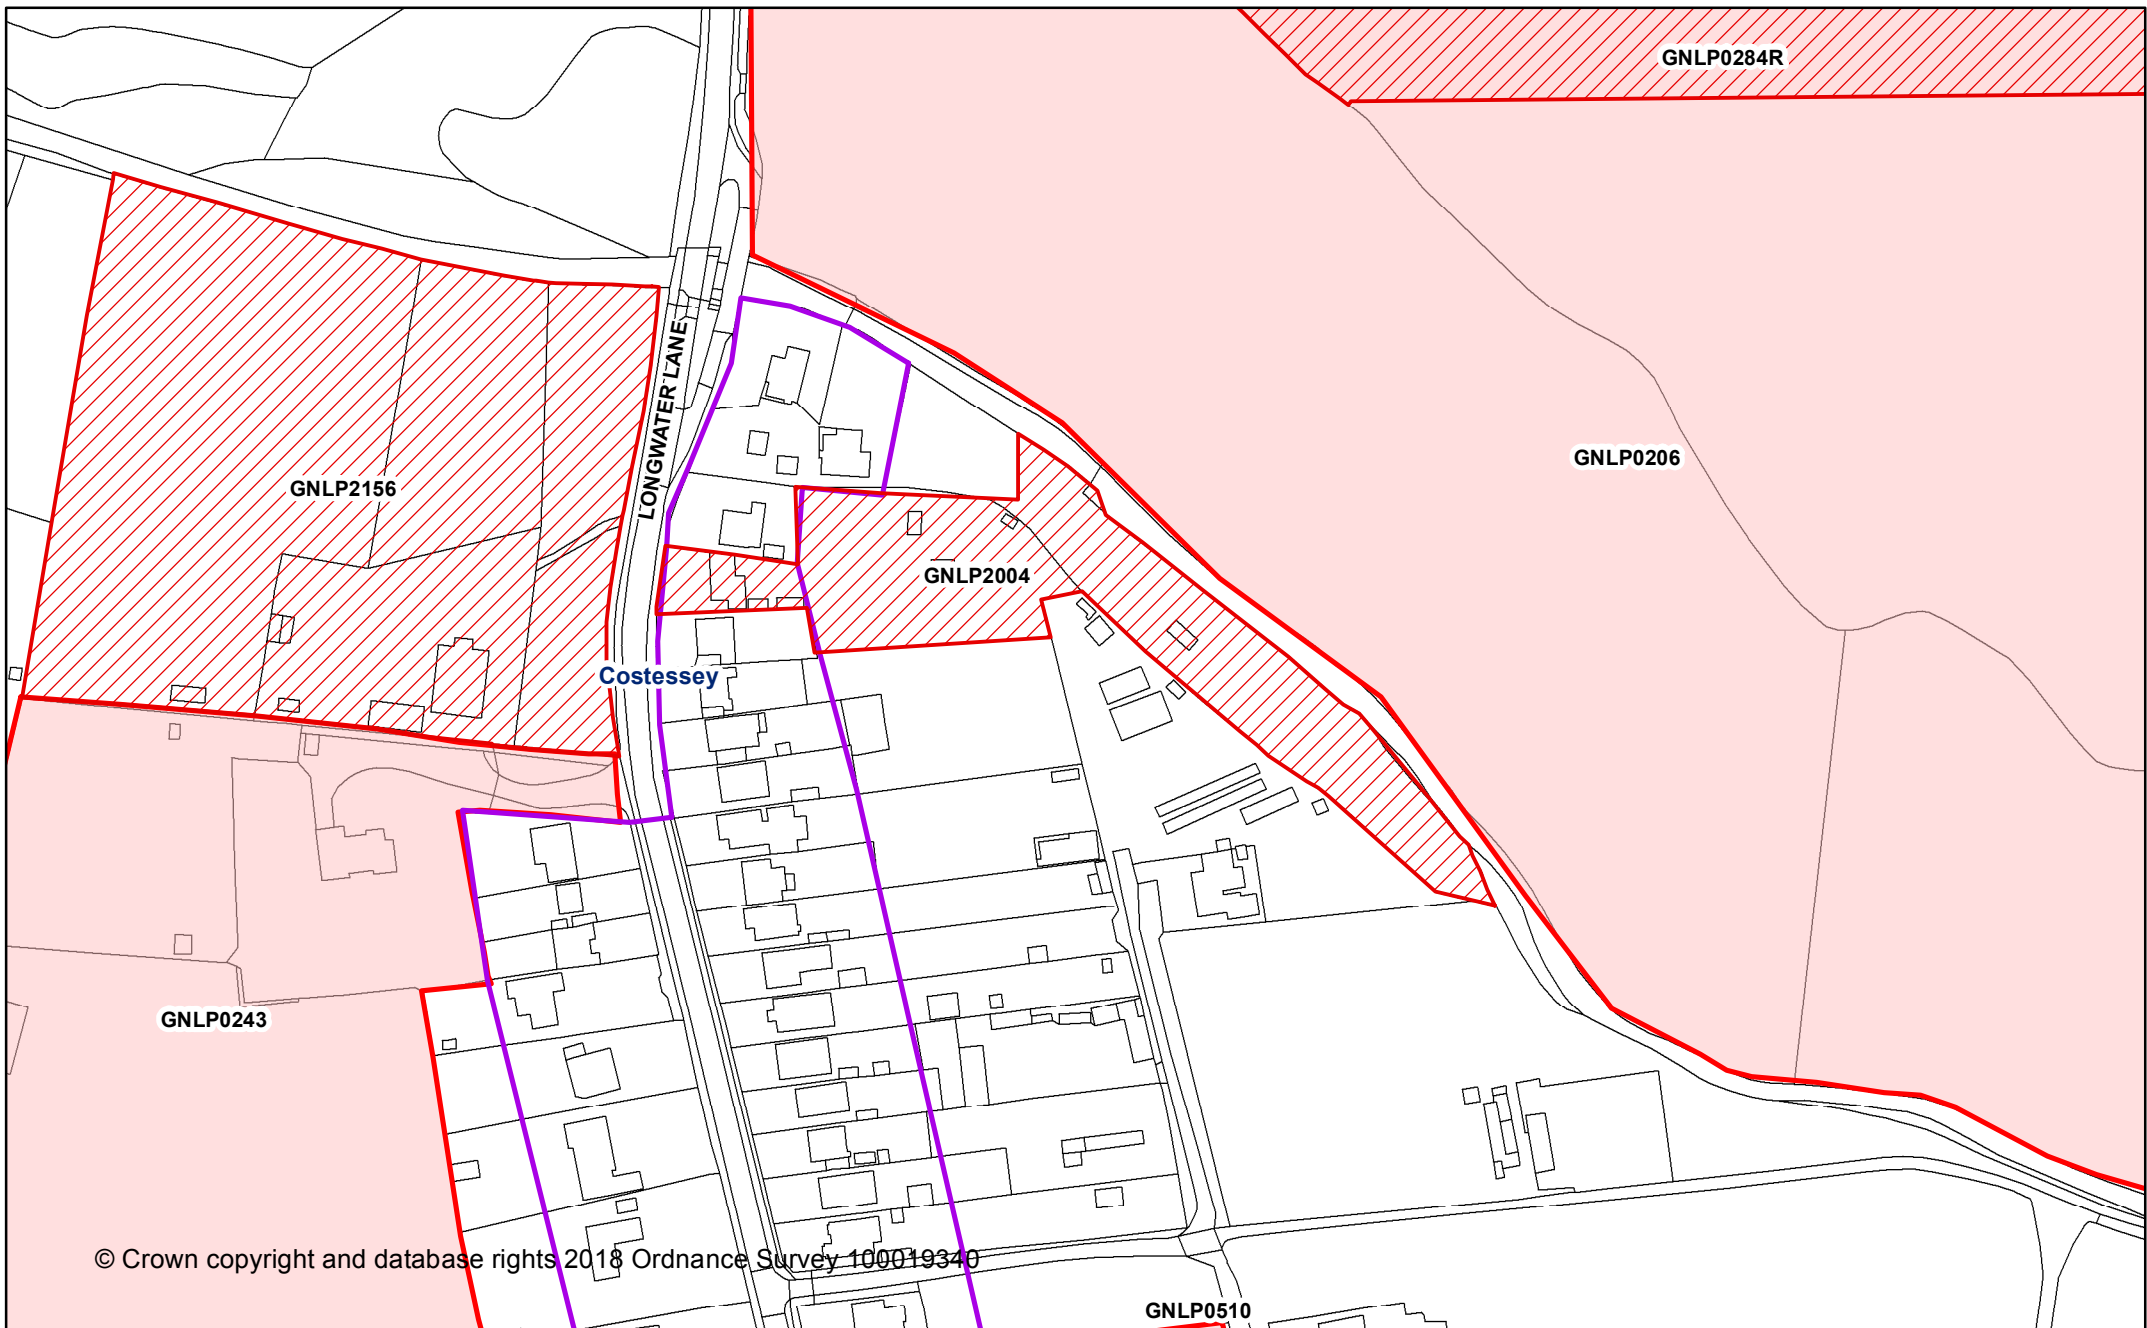 GNLP0284R
GNLP0206
GNLP2156
LONGWATER LANE
GNLP2004
Costessey
GNLP0243
© Crown copyright and database rights 2018 Ordnance Survey 100019340
GNLP0510